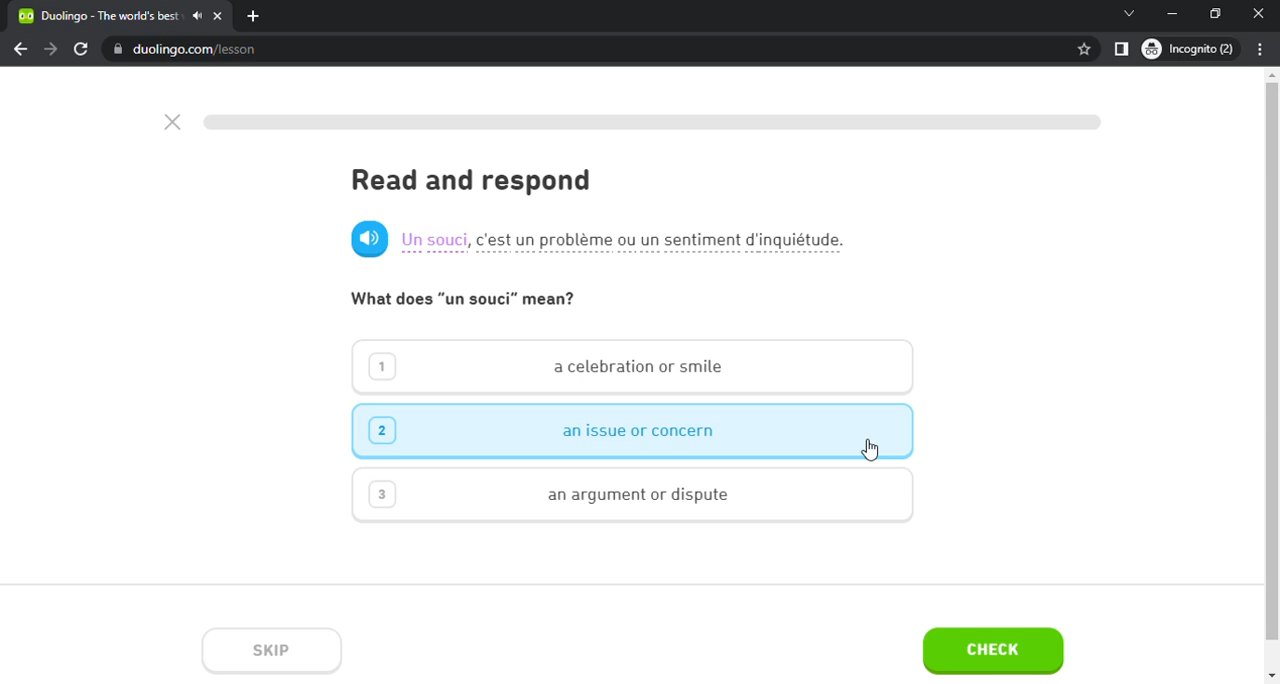 Duolingo - The world's best
duolingo.com/lesson
Incognito (2)
Read and respond
Un souci, c'est un problème ou un sentiment d'inquiétude.
What does "un souci" mean?
1 a celebration or smile
2 an issue or concern
3 an argument or dispute
SKIP
CHECK